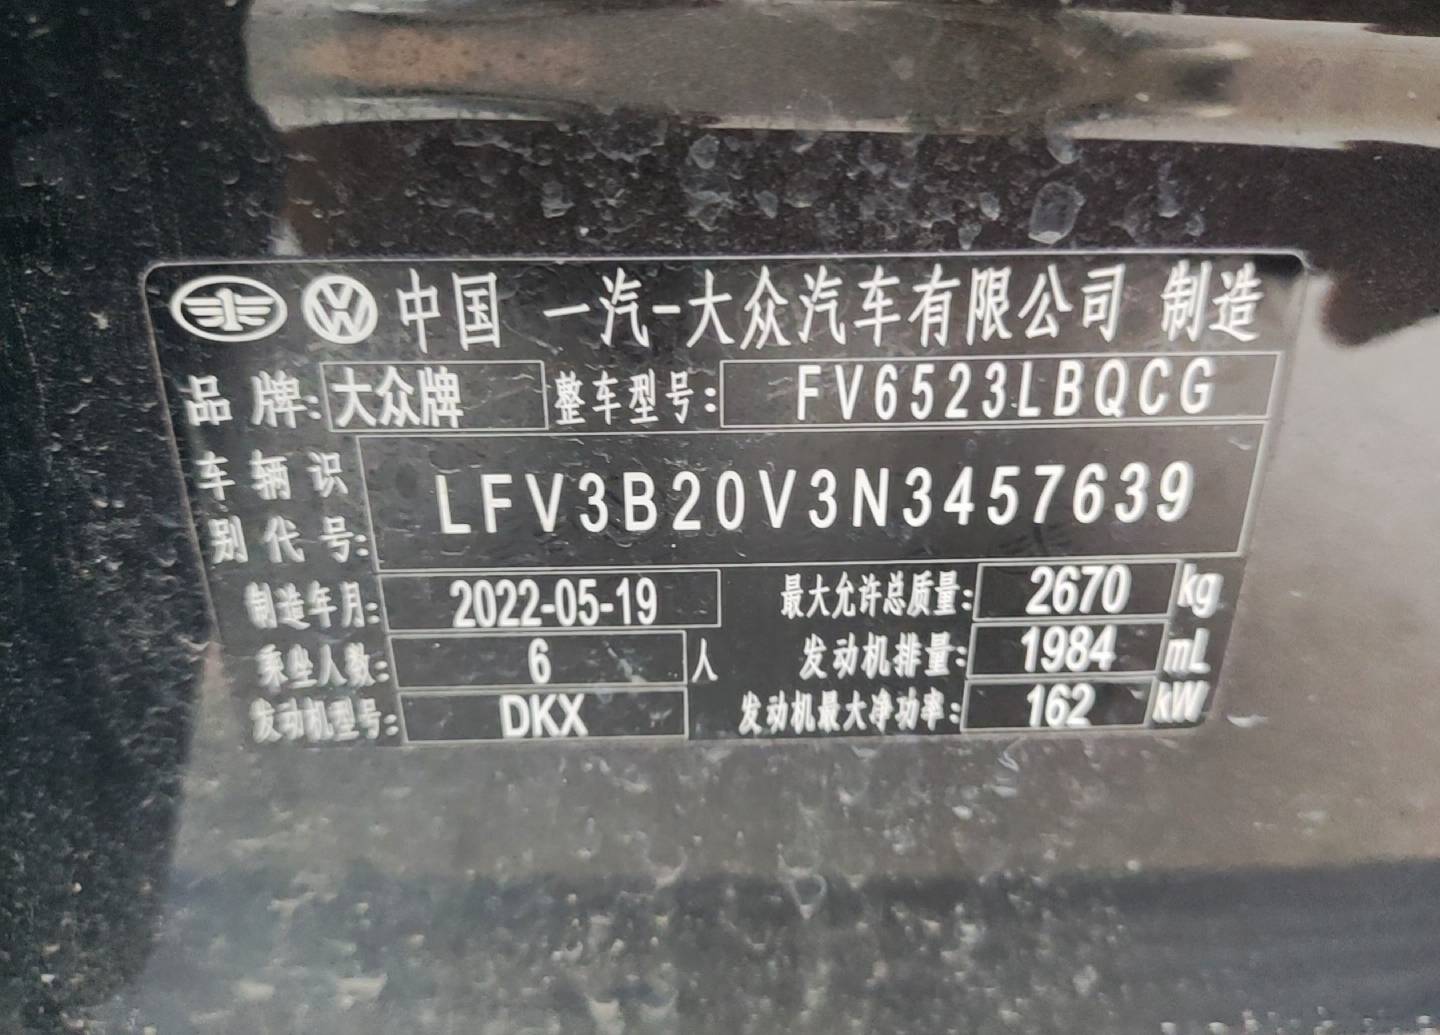 中国 一汽-大众汽车有限公司 制造
品牌: 大众牌 整车型号: FV6523LBQCG
车辆识别代号: LFV3B20V3N3457639
制造年月: 2022-05-19 最大允许总质量: 2670 kg
乘坐人数: 6 人 发动机排量: 1984 mL
发动机型号: DKX 发动机最大净功率: 162 kW